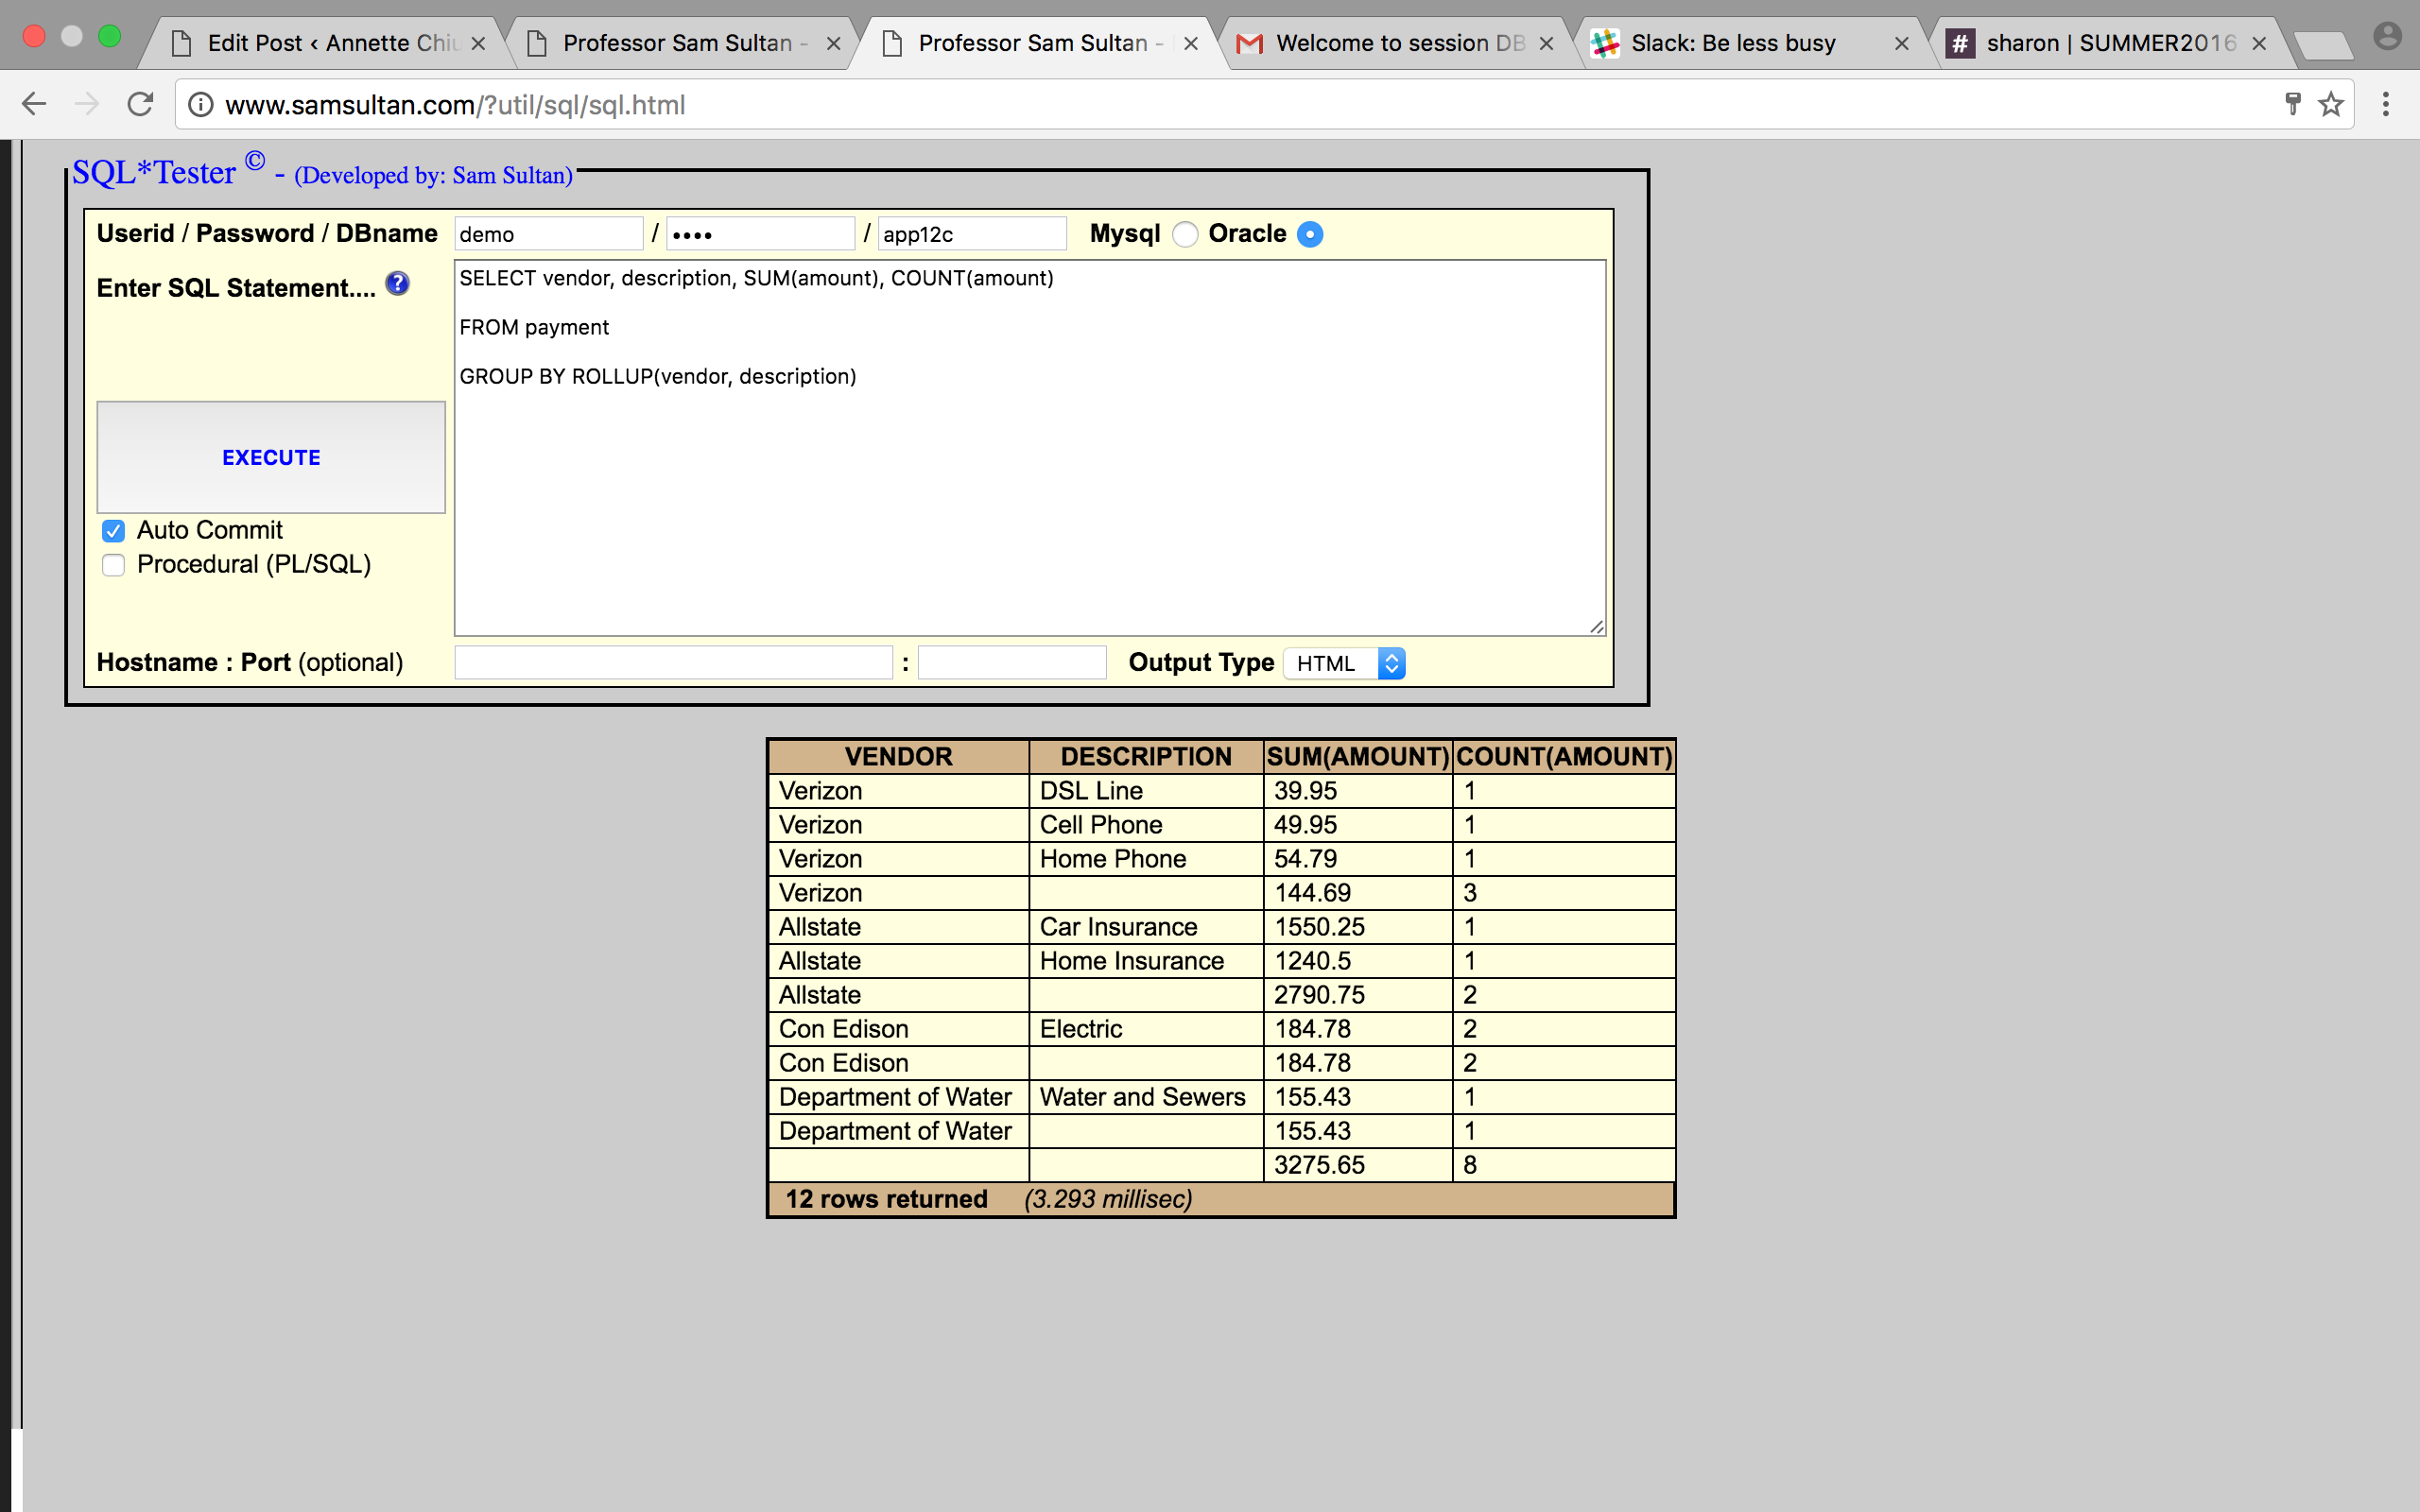 Edit Post ‹ Annette Chiu
Professor Sam Sultan -
Professor Sam Sultan -
Welcome to session DB
Slack: Be less busy
# sharon | SUMMER2016
www.samsultan.com/?util/sql/sql.html
SQL*Tester © - (Developed by: Sam Sultan)
Userid / Password / DBname demo / •••• / app12c Mysql Oracle
Enter SQL Statement.... ?
SELECT vendor, description, SUM(amount), COUNT(amount)
FROM payment
GROUP BY ROLLUP(vendor, description)
EXECUTE
Auto Commit
Procedural (PL/SQL)
Hostname : Port (optional) : Output Type HTML
VENDOR DESCRIPTION SUM(AMOUNT) COUNT(AMOUNT)
Verizon DSL Line 39.95 1
Verizon Cell Phone 49.95 1
Verizon Home Phone 54.79 1
Verizon 144.69 3
Allstate Car Insurance 1550.25 1
Allstate Home Insurance 1240.5 1
Allstate 2790.75 2
Con Edison Electric 184.78 2
Con Edison 184.78 2
Department of Water Water and Sewers 155.43 1
Department of Water 155.43 1
3275.65 8
12 rows returned (3.293 millisec)